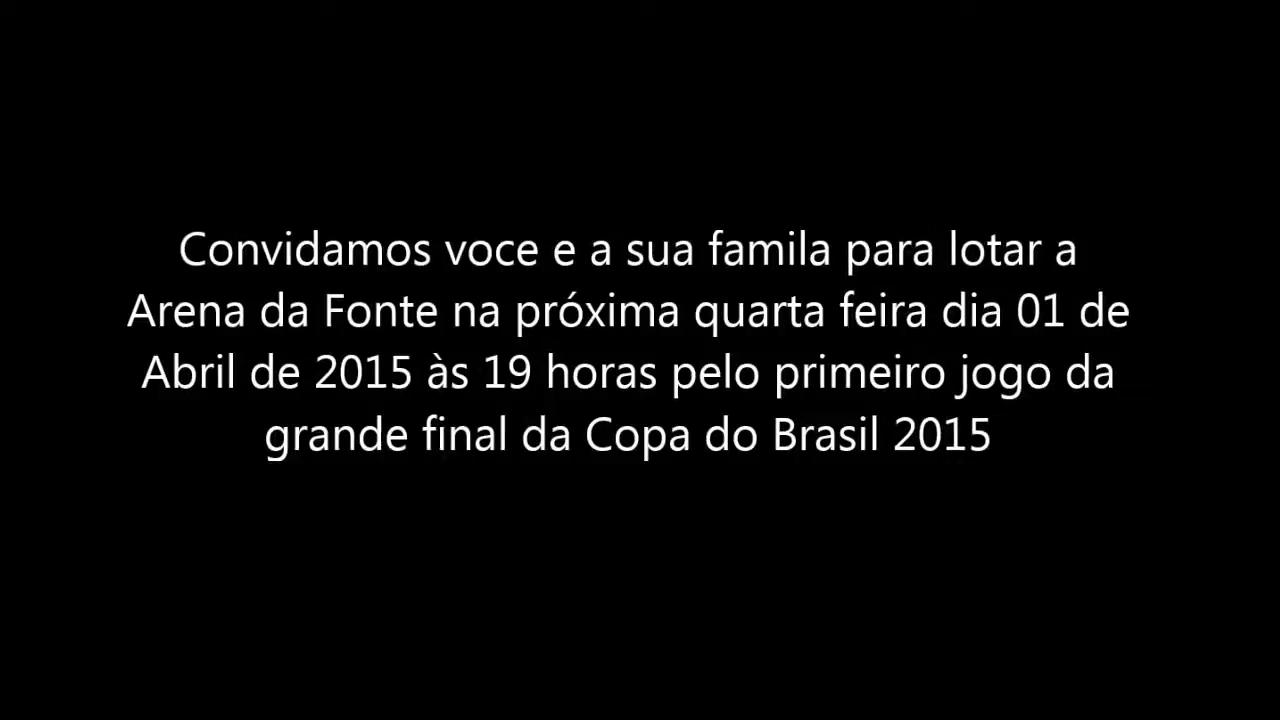 Convidamos voce e a sua famila para lotar a
Arena da Fonte na próxima quarta feira dia 01 de
Abril de 2015 às 19 horas pelo primeiro jogo da
grande final da Copa do Brasil 2015